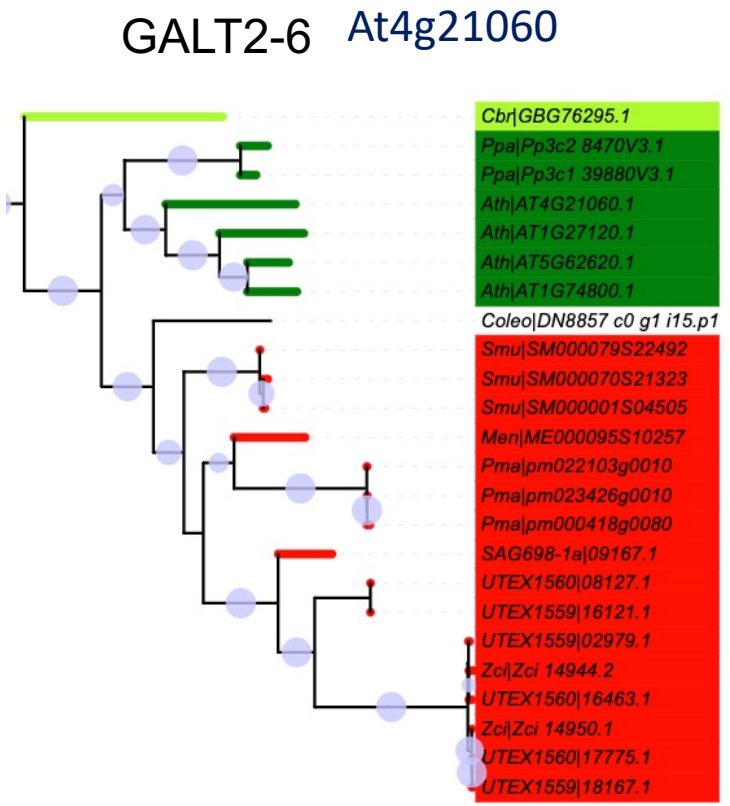 GALT2-6 At4g21060
Cbr|GBG76295.1
Ppa|Pp3c2 8470V3.1
Ppa|Pp3c1 39880V3.1
Ath|AT4G21060.1
Ath|AT1G27120.1
Ath|AT5G62620.1
Ath|AT1G74800.1
Coleo|DN8857 c0 g1 i15.p1
Smu|SM000079S22492
Smu|SM000070S21323
Smu|SM000001S04505
Men|ME000095S10257
Pma|pm022103g0010
Pma|pm023426g0010
Pma|pm000418g0080
SAG698-1a|09167.1
UTEX1560|08127.1
UTEX1559|16121.1
UTEX1559|02979.1
Zci|Zci 14944.2
UTEX1560|16463.1
Zci|Zci 14950.1
UTEX1560|17775.1
UTEX1559|18167.1